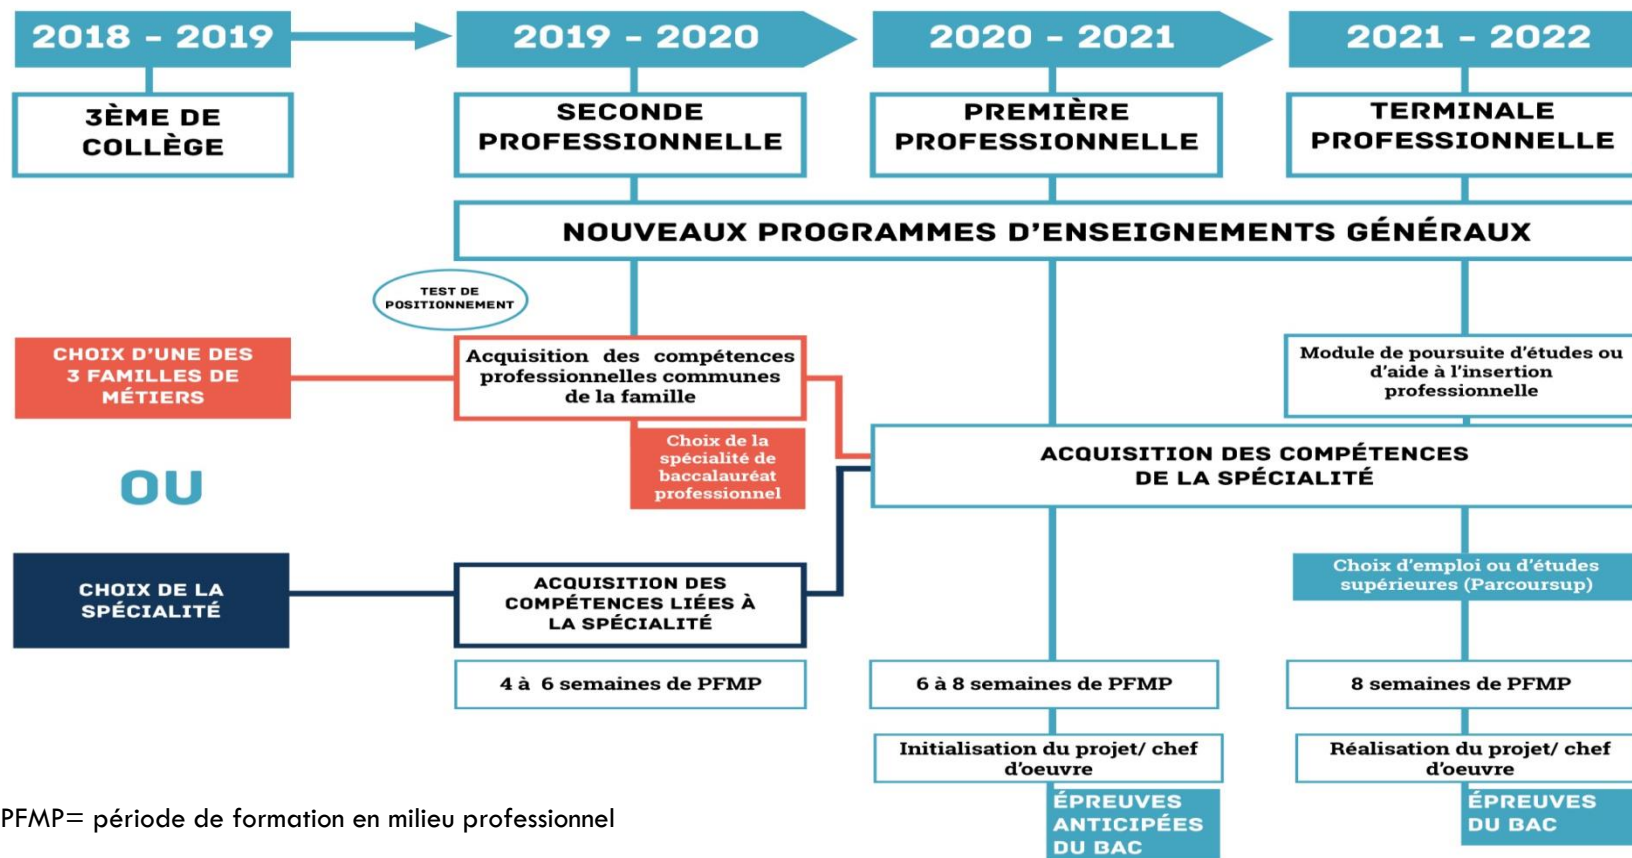 2018 - 2019
2019 - 2020
2020 - 2021
2021 - 2022
3ÈME DE
COLLÈGE
SECONDE
PROFESSIONNELLE
PREMIÈRE
PROFESSIONNELLE
TERMINALE
PROFESSIONNELLE
NOUVEAUX PROGRAMMES D'ENSEIGNEMENTS GÉNÉRAUX
TEST DE
POSITIONNEMENT
CHOIX D'UNE DES
3 FAMILLES DE
MÉTIERS
Acquisition des compétences
professionnelles communes
de la famille
Module de poursuite d'études ou
d'aide à l'insertion
professionnelle
Choix de la
spécialité de
baccalauréat
professionnel
ACQUISITION DES COMPÉTENCES
DE LA SPÉCIALITÉ
OU
CHOIX DE LA
SPÉCIALITÉ
ACQUISITION DES
COMPÉTENCES LIÉES À
LA SPÉCIALITÉ
Choix d'emploi ou d'études
supérieures (Parcoursup)
4 à 6 semaines de PFMP
6 à 8 semaines de PFMP
8 semaines de PFMP
Initialisation du projet/ chef
d'oeuvre
Réalisation du projet/ chef
d'oeuvre
ÉPREUVES
ANTICIPÉES
DU BAC
ÉPREUVES
DU BAC
PFMP= période de formation en milieu professionnel